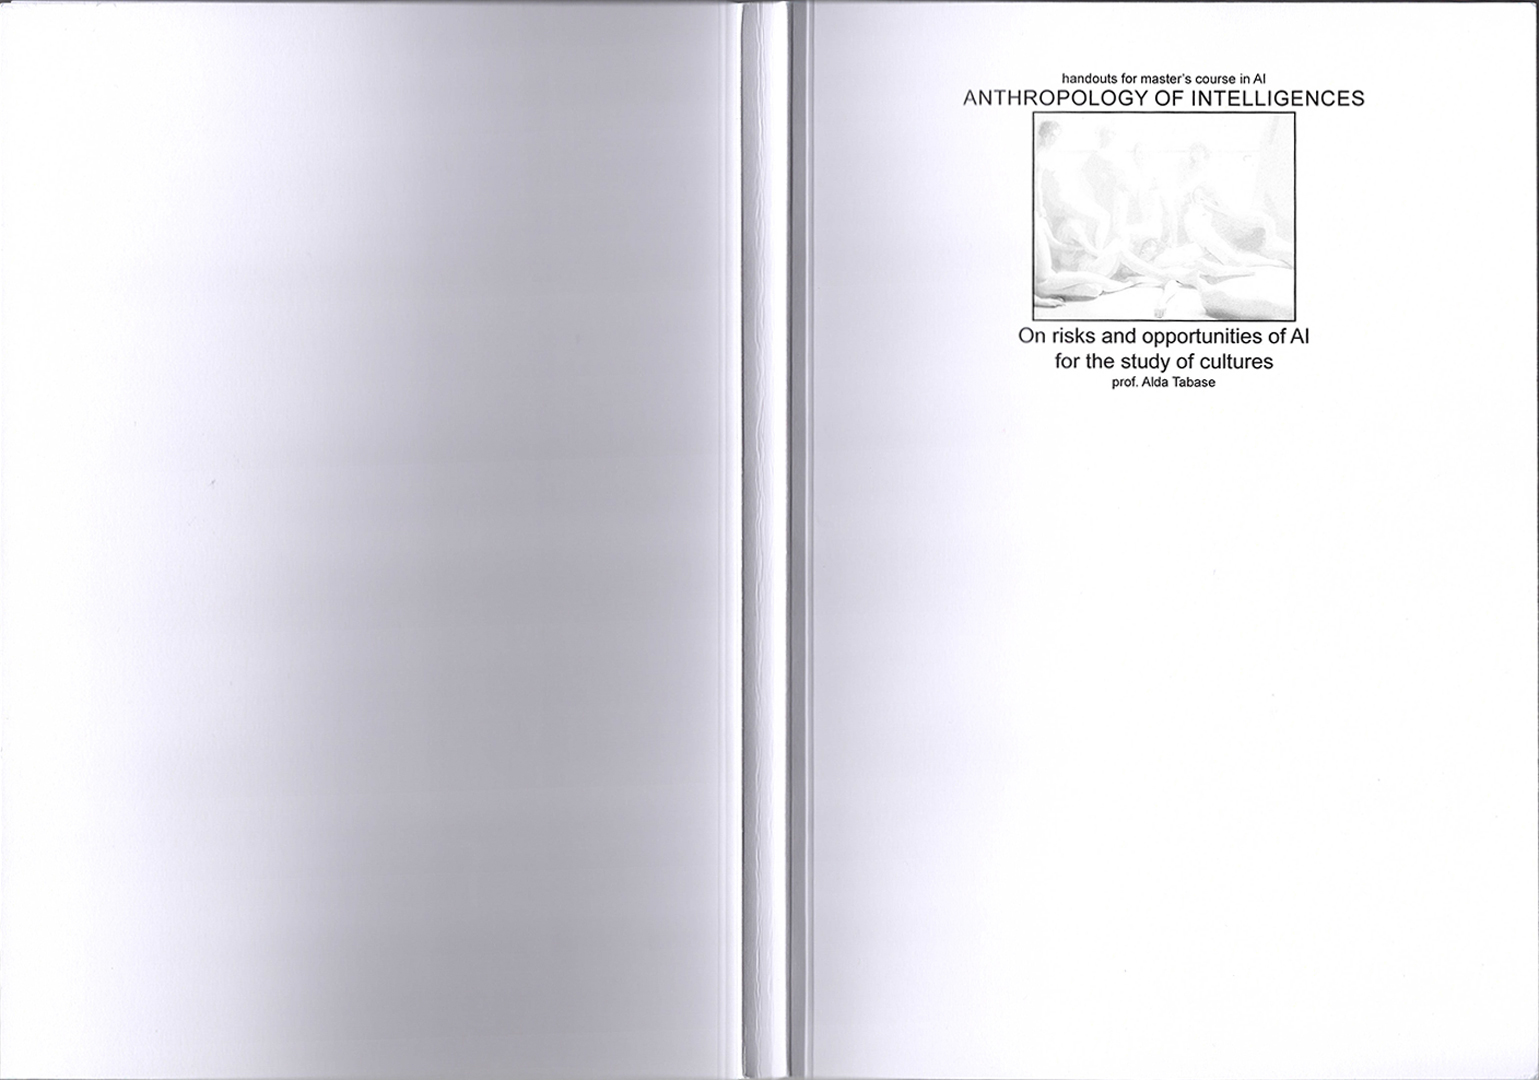 handouts for master's course in AI
ANTHROPOLOGY OF INTELLIGENCES
On risks and opportunities of AI
for the study of cultures
prof. Alda Tabase